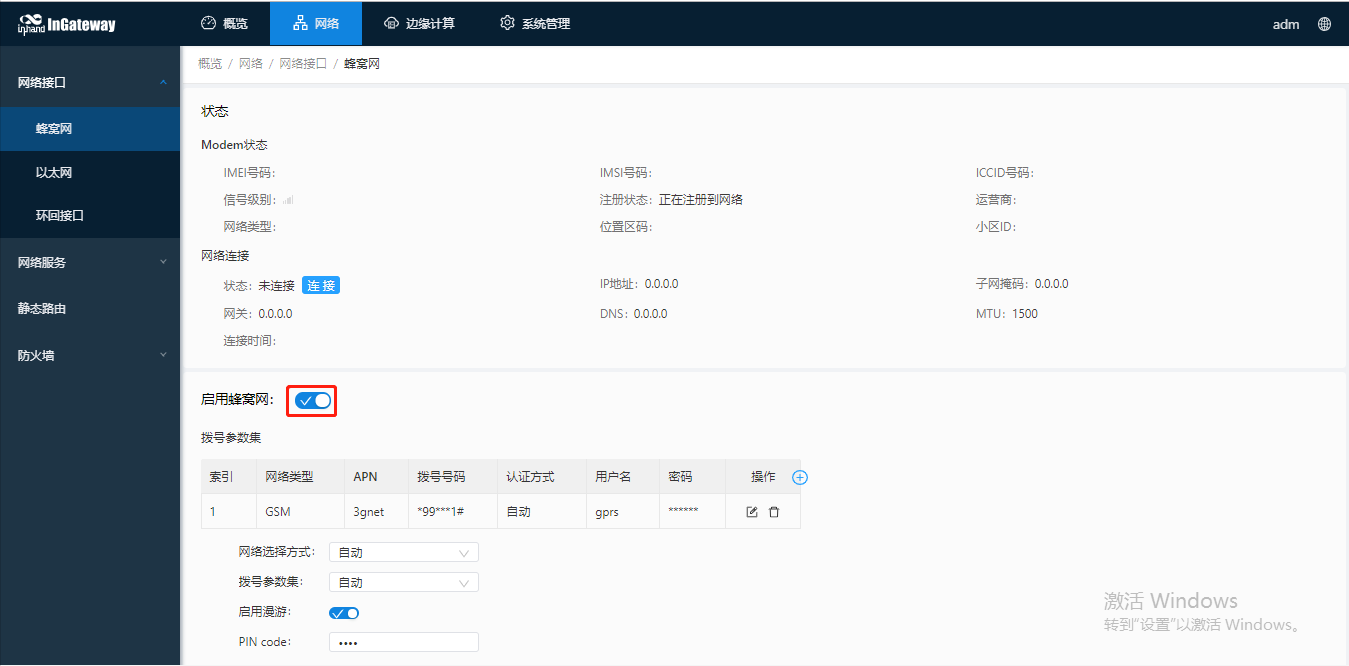 inhand InGateway 概览 网络 边缘计算 系统管理 adm
概览 / 网络 / 网络接口 / 蜂窝网
网络接口
蜂窝网
以太网
环回接口
网络服务
静态路由
防火墙
状态
Modem状态
IMEI号码: IMSI号码: ICCID号码:
信号级别: 注册状态: 正在注册到网络 运营商:
网络类型: 位置区码: 小区ID:
网络连接
状态: 未连接 连接 IP地址: 0.0.0.0 子网掩码: 0.0.0.0
网关: 0.0.0.0 DNS: 0.0.0.0 MTU: 1500
连接时间:
启用蜂窝网:
拨号参数集
索引 网络类型 APN 拨号号码 认证方式 用户名 密码 操作
1 GSM 3gnet *99***1# 自动 gprs ******
网络选择方式: 自动
拨号参数集: 自动
启用漫游:
PIN code: ••••
激活 Windows
转到"设置"以激活 Windows。